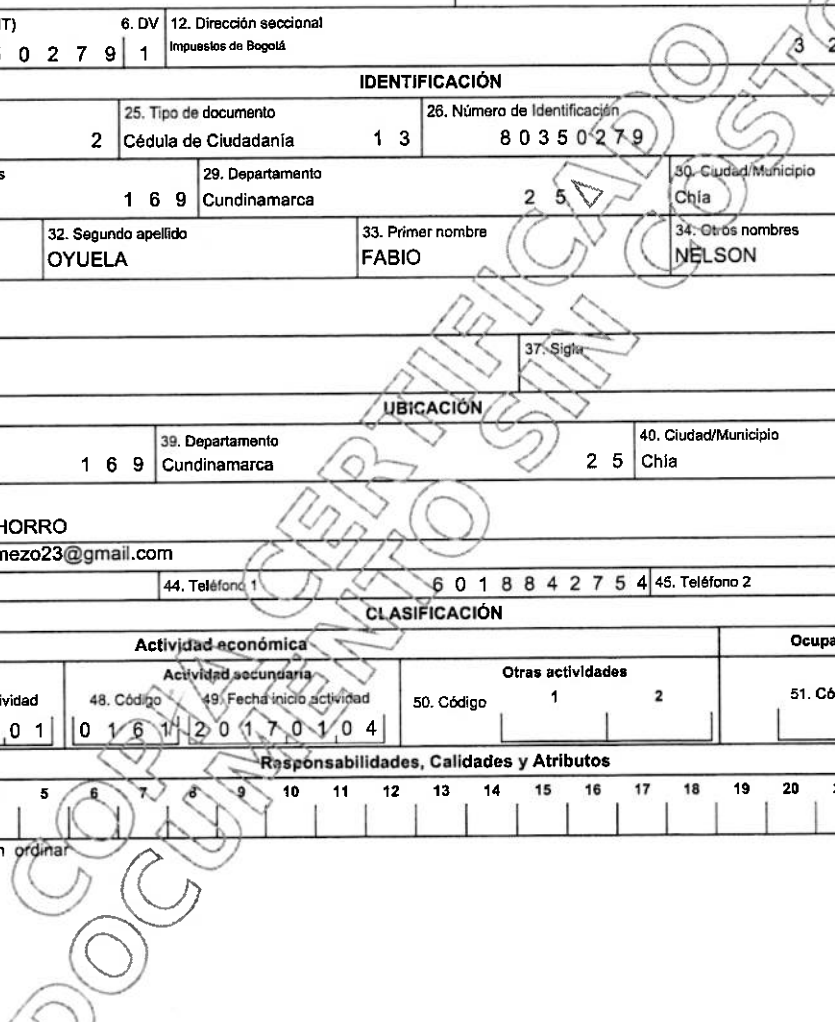 IT) 6. DV 12. Dirección seccional
0 2 7 9 1 Impuestos de Bogotá 3 2
IDENTIFICACIÓN
25. Tipo de documento 26. Número de Identificación
2 Cédula de Ciudadanía 1 3 8 0 3 5 0 2 7 9
s 29. Departamento 30. Ciudad/Municipio
1 6 9 Cundinamarca 2 5 Chía
32. Segundo apellido 33. Primer nombre 34. Otros nombres
OYUELA FABIO NELSON
37. Sigla
UBICACIÓN
39. Departamento 40. Ciudad/Municipio
1 6 9 Cundinamarca 2 5 Chía
HORRO
mezo23@gmail.com
44. Teléfono 1 6 0 1 8 8 4 2 7 5 4 45. Teléfono 2
CLASIFICACIÓN
Actividad económica Ocupa
Actividad secundaria Otras actividades
ividad 48. Código 49. Fecha inicio actividad 50. Código 1 2 51. Có
0 1 0 1 6 1 2 0 1 7 0 1 0 4
Responsabilidades, Calidades y Atributos
5 6 7 8 9 10 11 12 13 14 15 16 17 18 19 20
n ordinar
COPIA CERTIFICADO
DOCUMENTO SIN COSTO